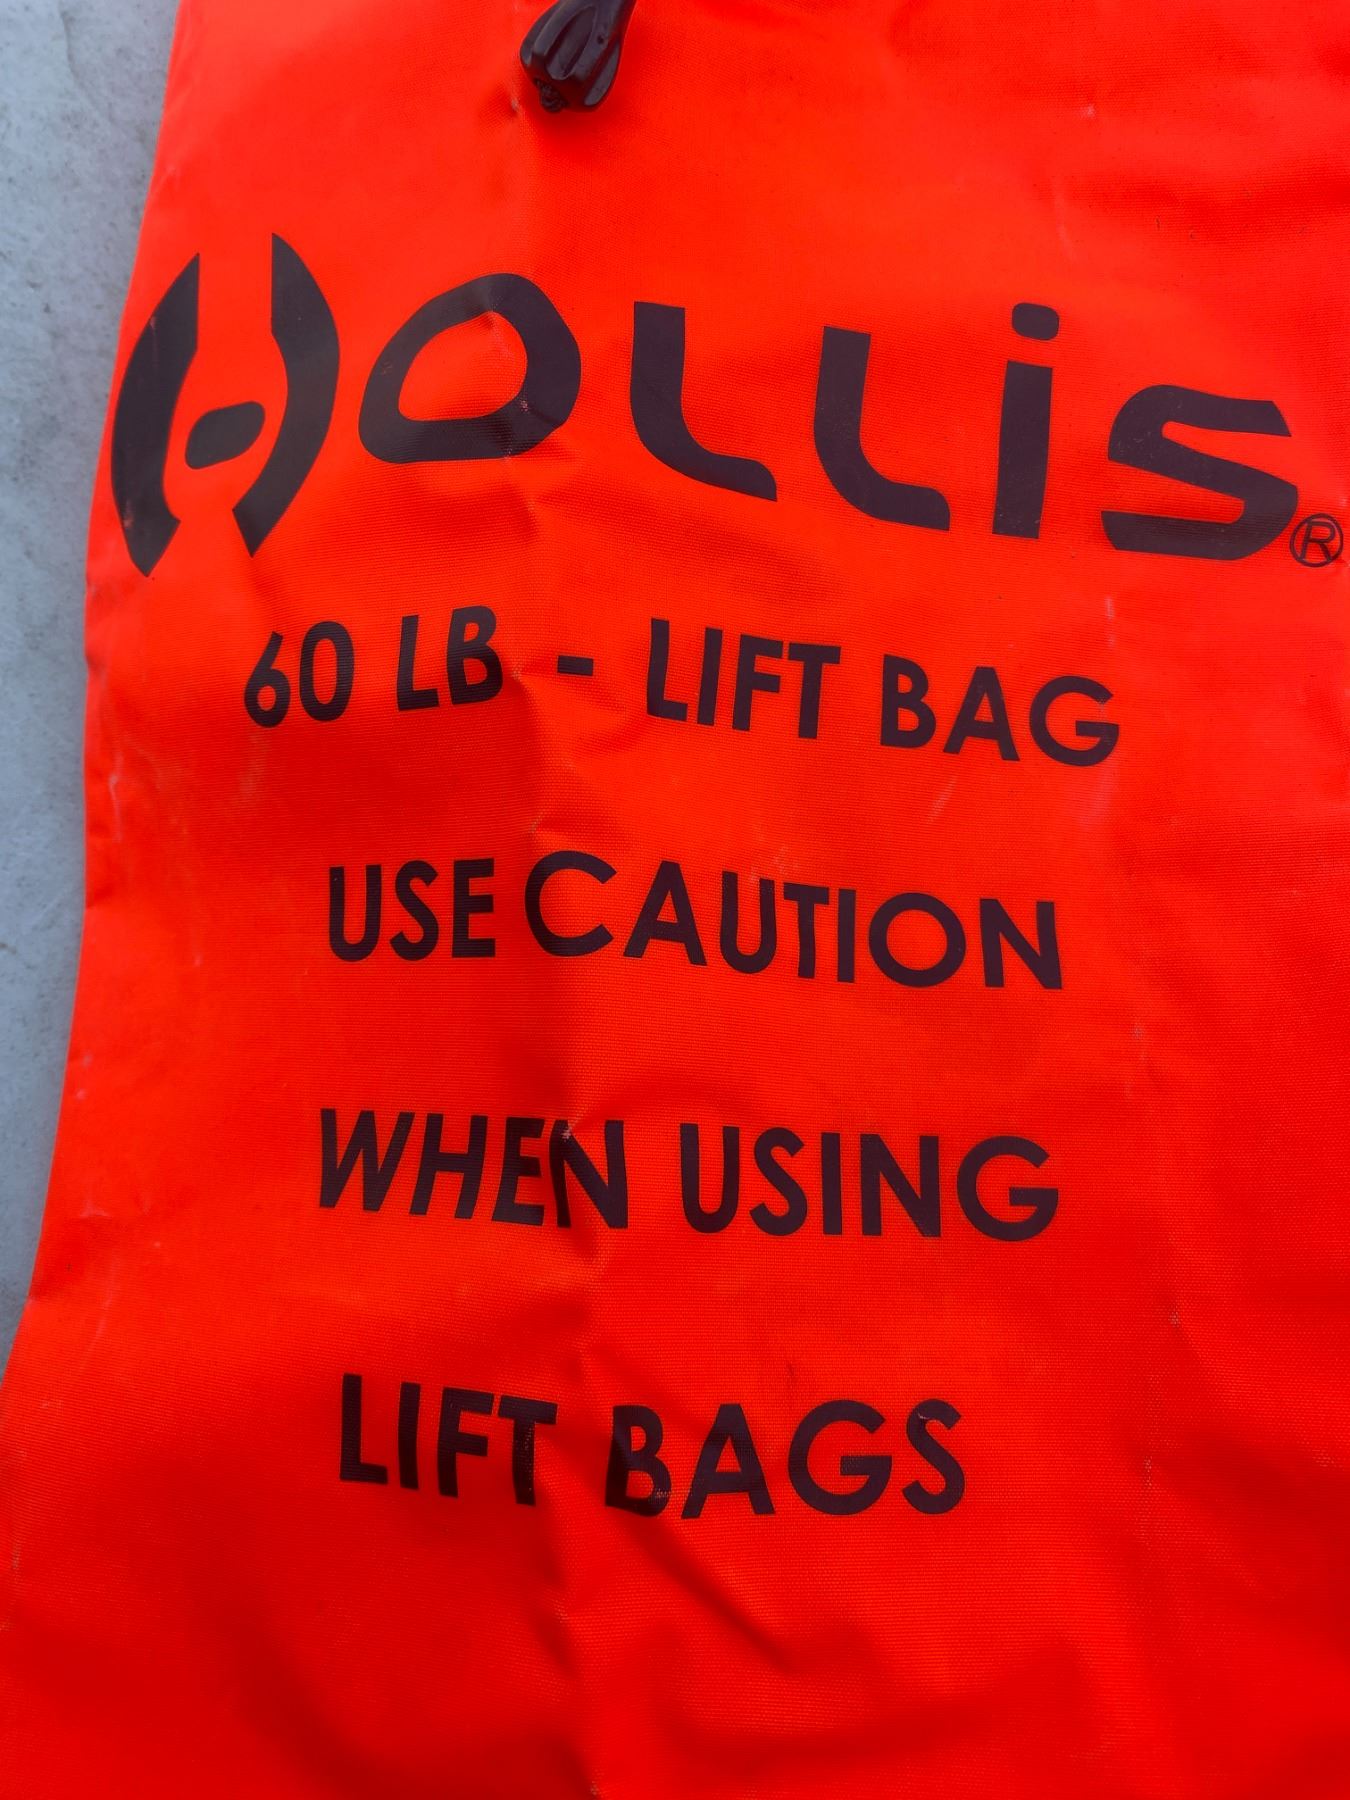 HOLLiS®
60 LB - LIFT BAG
USE CAUTION
WHEN USING
LIFT BAGS